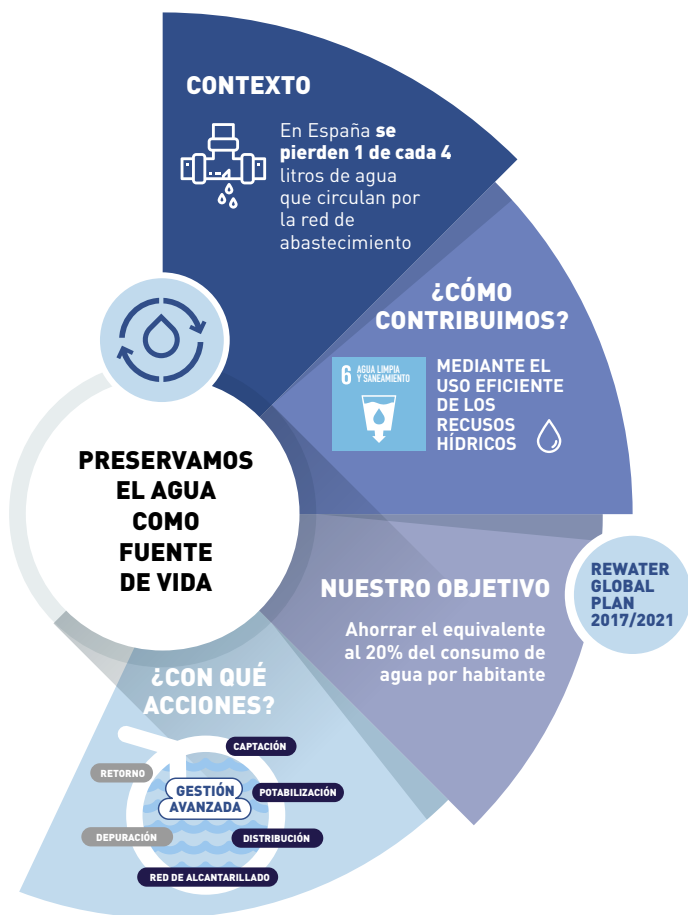 CONTEXTO
En España se
pierden 1 de cada 4
litros de agua
que circulan por
la red de
abastecimiento
¿CÓMO
CONTRIBUIMOS?
6 AGUA LIMPIA
Y SANEAMIENTO
MEDIANTE EL
USO EFICIENTE
DE LOS
RECUSOS
HÍDRICOS
PRESERVAMOS
EL AGUA
COMO
FUENTE
DE VIDA
NUESTRO OBJETIVO
Ahorrar el equivalente
al 20% del consumo de
agua por habitante
REWATER
GLOBAL
PLAN
2017/2021
¿CON QUÉ
ACCIONES?
CAPTACIÓN
RETORNO
GESTIÓN
AVANZADA
POTABILIZACIÓN
DEPURACIÓN
DISTRIBUCIÓN
RED DE ALCANTARILLADO